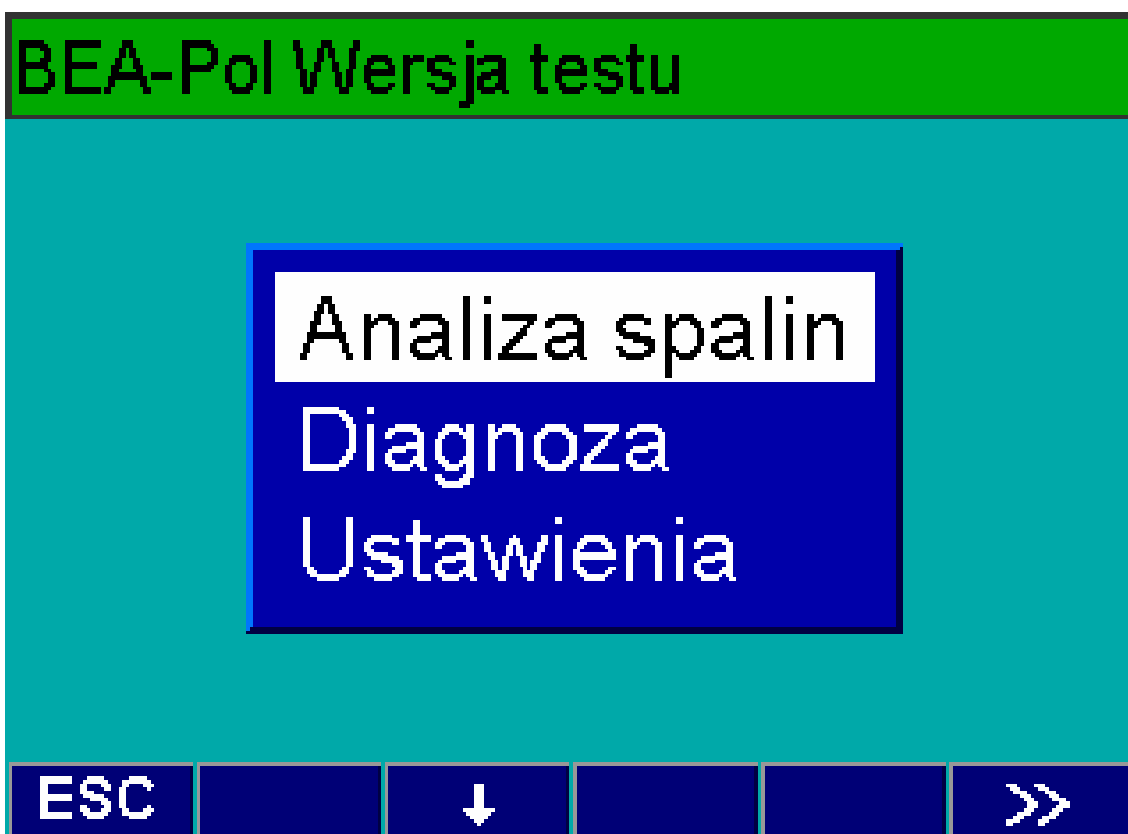 BEA-Pol Wersja testu
Analiza spalin
Diagnoza
Ustawienia
ESC ↓ >>